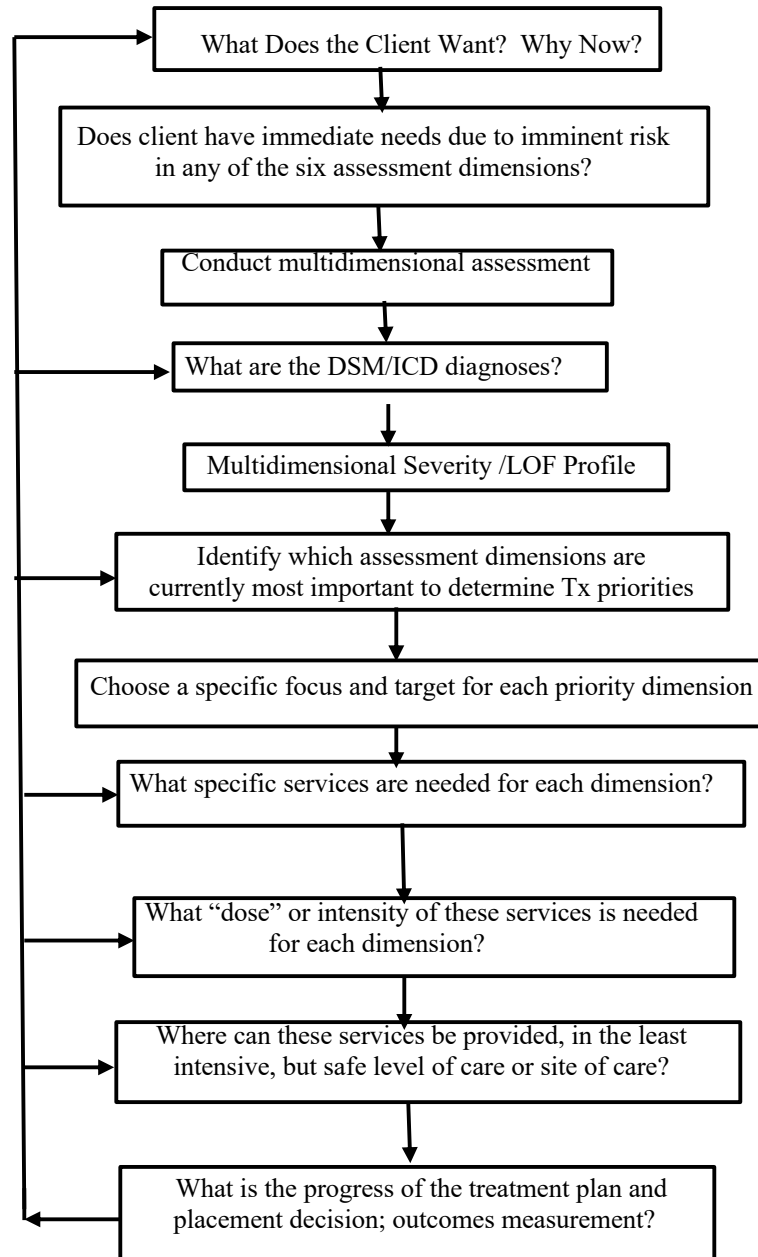 What Does the Client Want?  Why Now?
Does client have immediate needs due to imminent risk
in any of the six assessment dimensions?
Conduct multidimensional assessment
What are the DSM/ICD diagnoses?
Multidimensional Severity /LOF Profile
Identify which assessment dimensions are
currently most important to determine Tx priorities
Choose a specific focus and target for each priority dimension
What specific services are needed for each dimension?
What “dose” or intensity of these services is needed
for each dimension?
Where can these services be provided, in the least
intensive, but safe level of care or site of care?
What is the progress of the treatment plan and
placement decision; outcomes measurement?